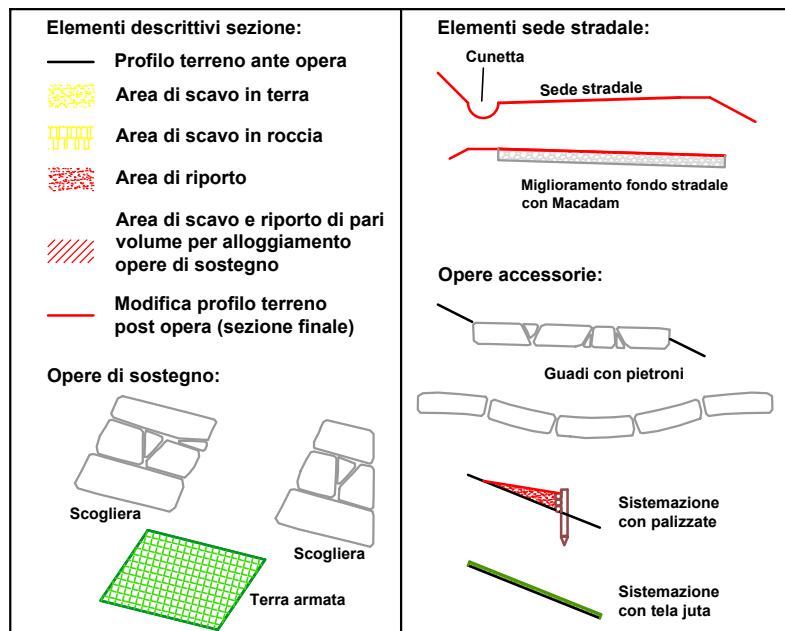 Elementi descrittivi sezione:
Profilo terreno ante opera
Area di scavo in terra
Area di scavo in roccia
Area di riporto
Area di scavo e riporto di pari
volume per alloggiamento
opere di sostegno
Modifica profilo terreno
post opera (sezione finale)
Opere di sostegno:
Scogliera
Scogliera
Terra armata
Elementi sede stradale:
Cunetta
Sede stradale
Miglioramento fondo stradale
con Macadam
Opere accessorie:
Guadi con pietroni
Sistemazione
con palizzate
Sistemazione
con tela juta